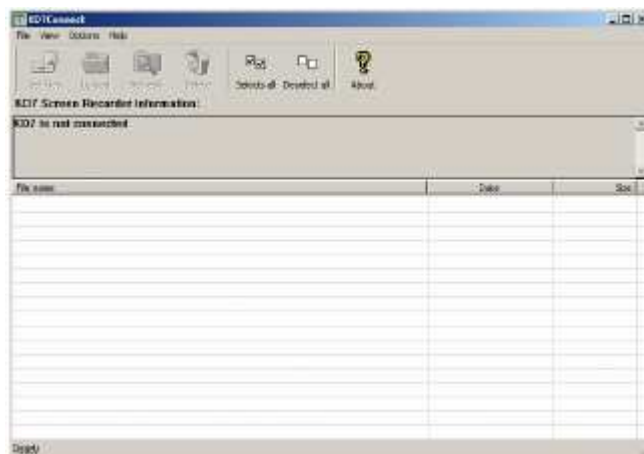 KD7Connect
File View Options Help
Selects all Deselect all About
KD7 Screen Recorder Information:
KD7 is not connected
File name Date Size
Ready